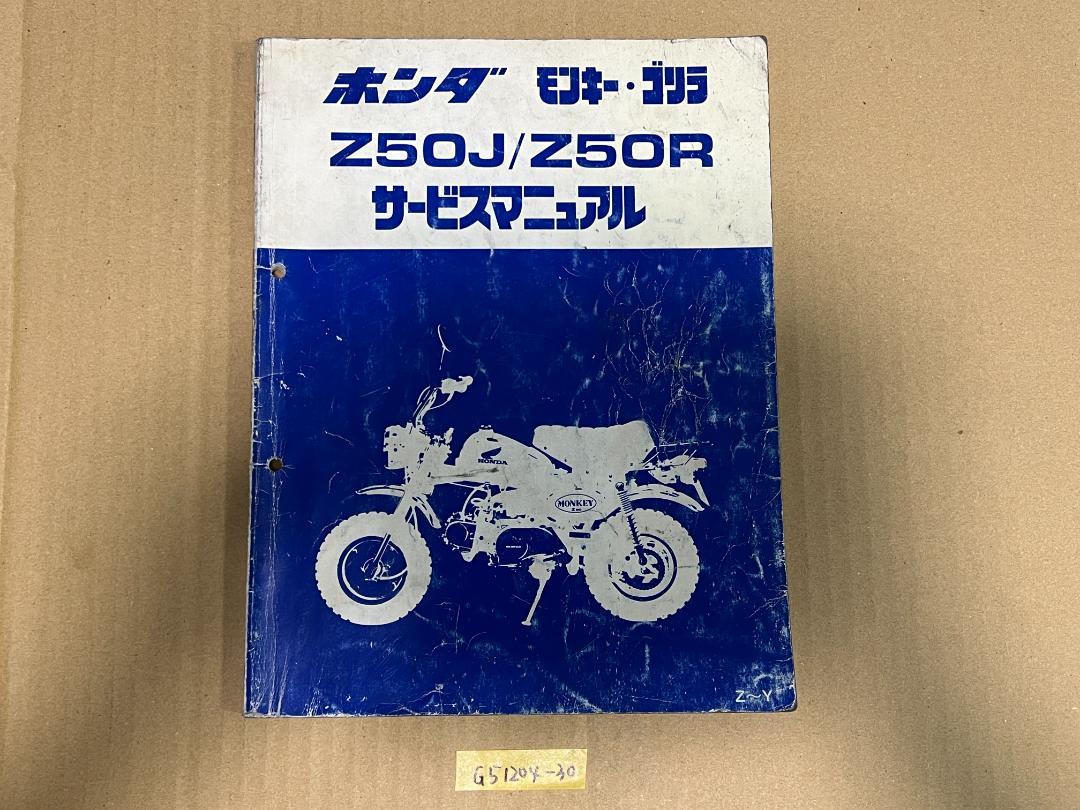 ホンダ モンキー・ゴリラ
Z50J/Z50R
サービスマニュアル
HONDA
MONKEY
Z～Y
G51204-30